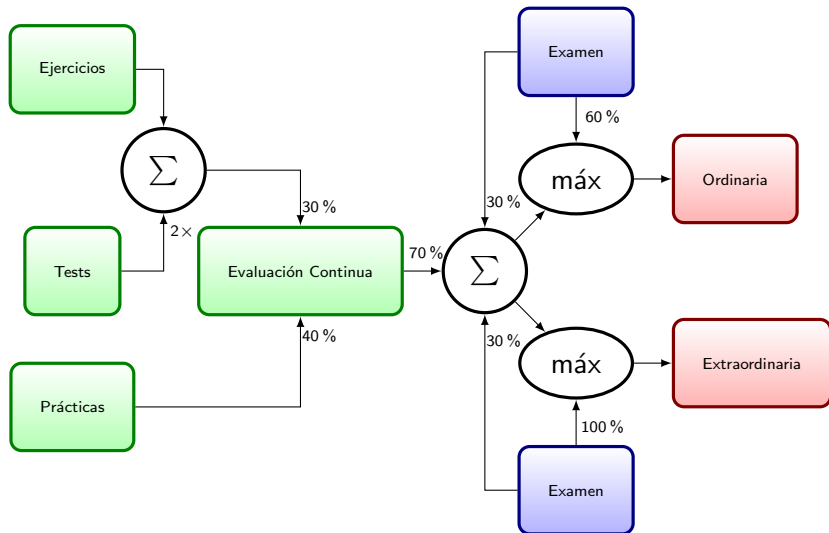 Ejercicios
Examen
60 %
∑
máx
Ordinaria
30 %
30 %
2×
Tests
Evaluación Continua
70 %
∑
40 %
30 %
máx
Extraordinaria
Prácticas
100 %
Examen